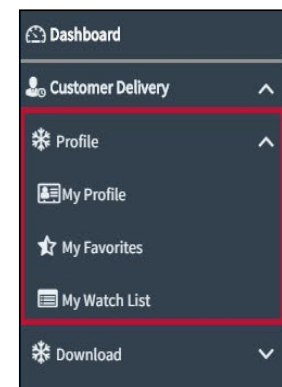 Dashboard
Customer Delivery
Profile
My Profile
My Favorites
My Watch List
Download